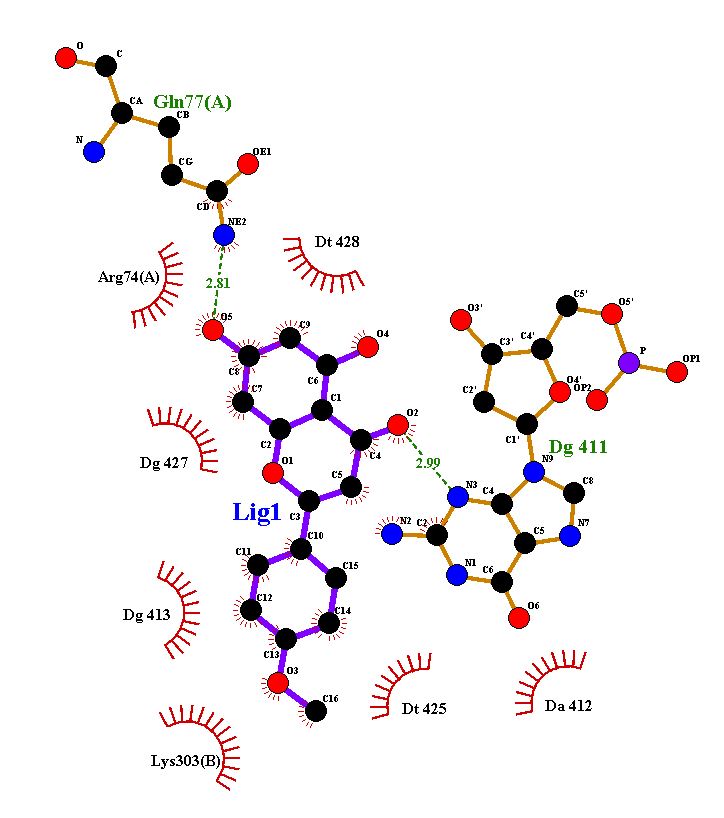 O
C
CA
Gln77(A)
CB
N
CG
OE1
CD
NE2
Dt 428
Arg74(A)
2.81
O5
C9
O4
C8
C6
C7
C1
O2
C2
C4
O1
C5
2.99
C3
Dg 427
Lig1
C10
C11
C15
C12
C14
C13
O3
C16
O3'
C3'
C4'
C5'
O5'
P
OP1
OP2
O4'
C2'
C1'
Dg 411
N9
N3
C4
C8
N2
C2
C5
N7
N1
C6
O6
Dg 413
Dt 425
Da 412
Lys303(B)